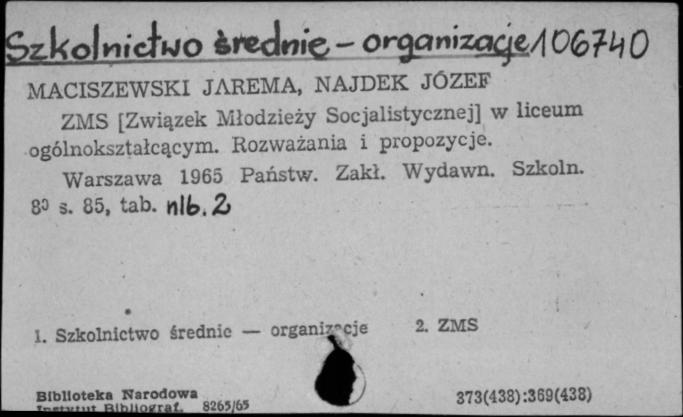 Szkolnictwo średnie - organizacje 106740
MACISZEWSKI JAREMA, NAJDEK JÓZEF
ZMS [Związek Młodzieży Socjalistycznej] w liceum
ogólnokształcącym. Rozważania i propozycje.
Warszawa 1965 Państw. Zakł. Wydawn. Szkoln.
8⁰ s. 85, tab. nlb. 2
1. Szkolnictwo średnie — organizacje 2. ZMS
Biblioteka Narodowa
Instytut Bibliograf. 8265/65
373(438):369(438)